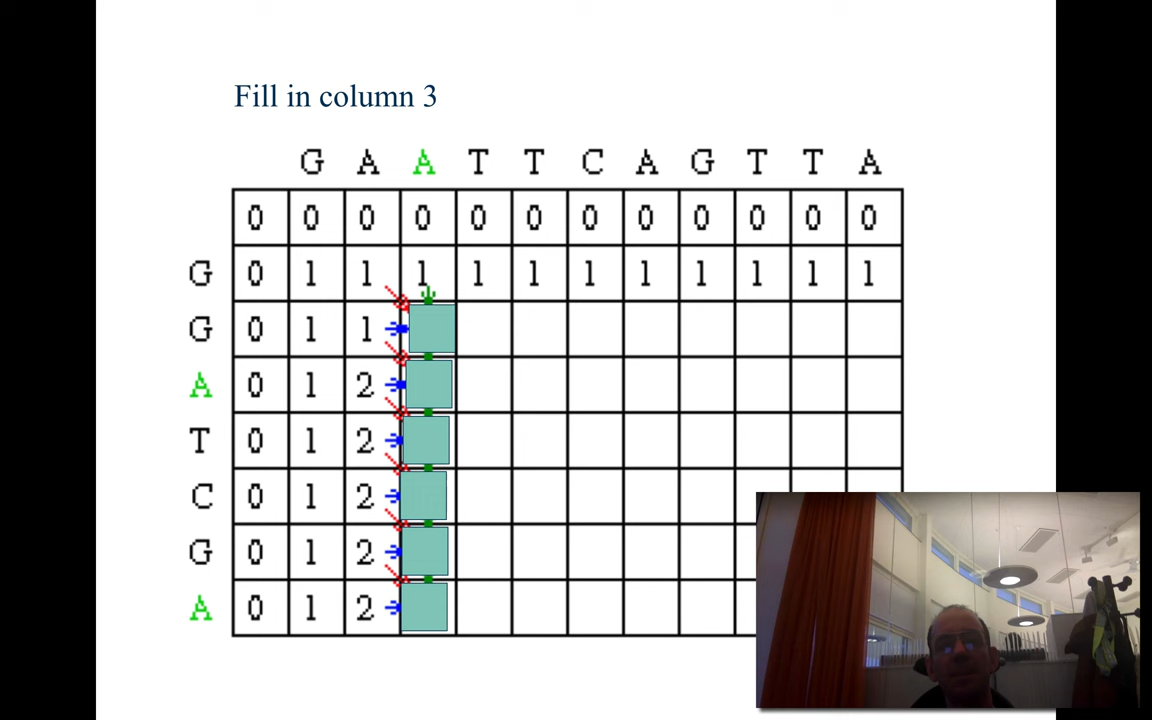 Fill in column 3
G A A T T C A G T T A
0 0 0 0 0 0 0 0 0 0 0 0
G 0 1 1 1 1 1 1 1 1 1 1 1
G 0 1 1
A 0 1 2
T 0 1 2
C 0 1 2
G 0 1 2
A 0 1 2